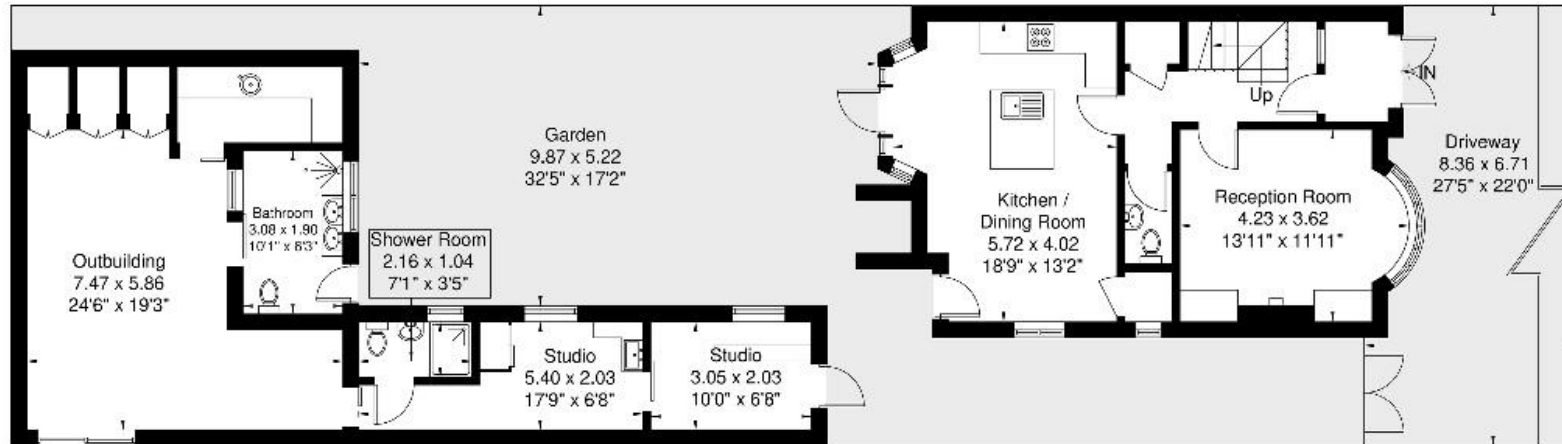 Outbuilding
7.47 x 5.86
24'6" x 19'3"
Bathroom
3.08 x 1.90
10'1" x 6'3"
Shower Room
2.16 x 1.04
7'1" x 3'5"
Garden
9.87 x 5.22
32'5" x 17'2"
Studio
5.40 x 2.03
17'9" x 6'8"
Studio
3.05 x 2.03
10'0" x 6'8"
Kitchen /
Dining Room
5.72 x 4.02
18'9" x 13'2"
Up
IN
Reception Room
4.23 x 3.62
13'11" x 11'11"
Driveway
8.36 x 6.71
27'5" x 22'0"